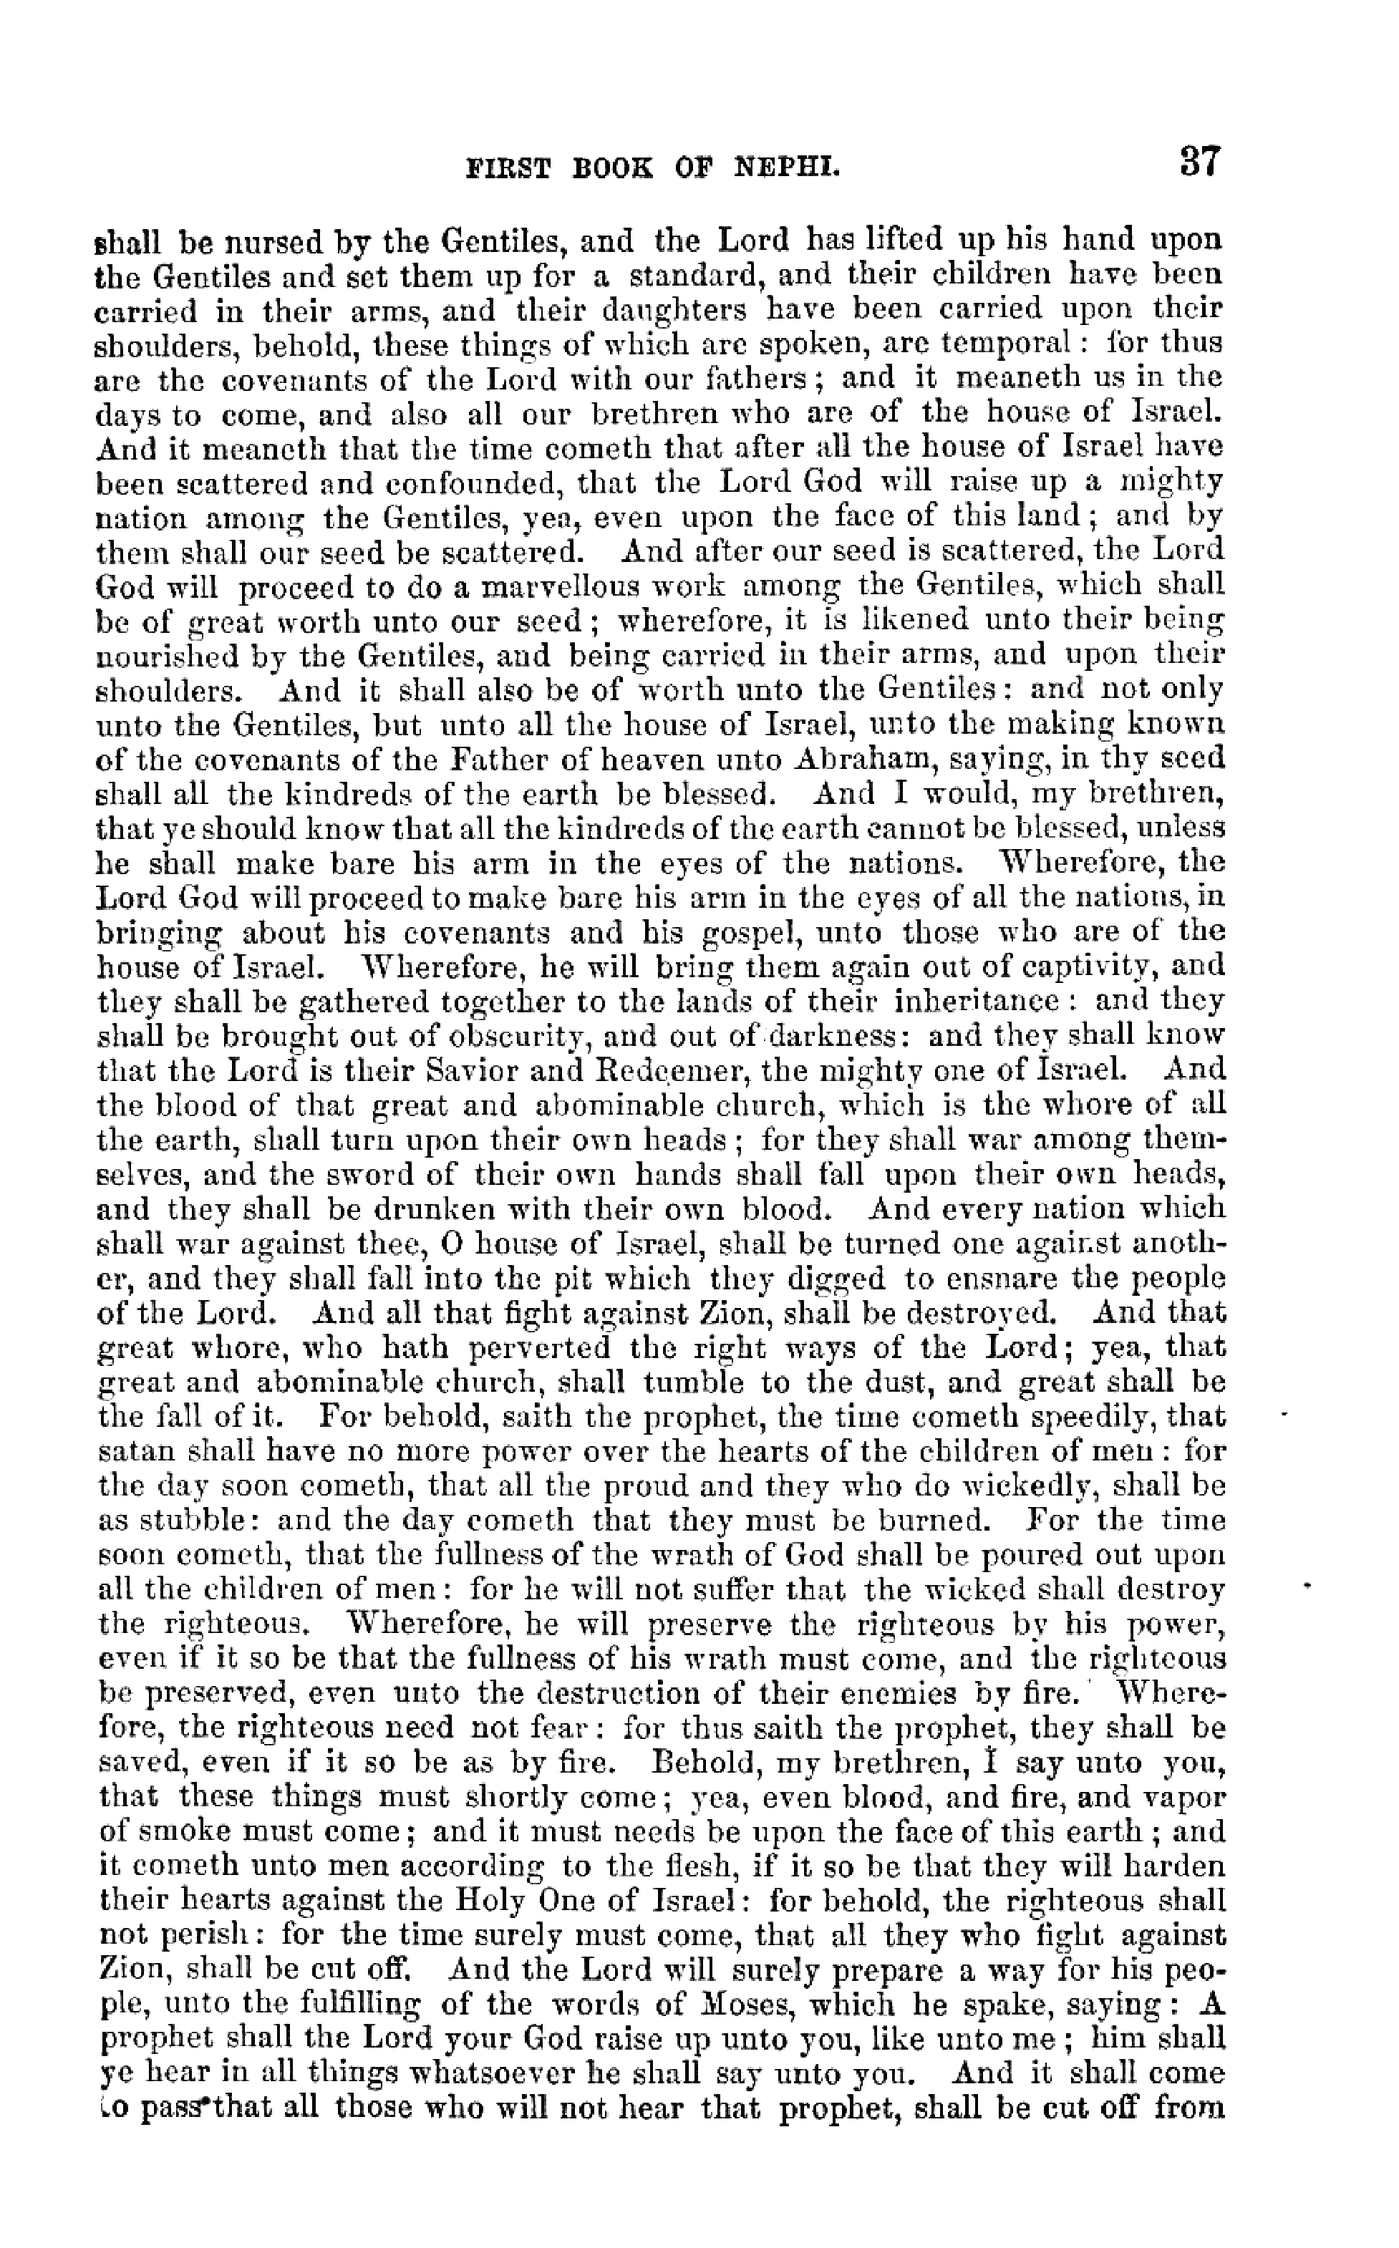 FIRST BOOK OF NEPHI. 37
shall be nursed by the Gentiles, and the Lord has lifted up his hand upon
the Gentiles and set them up for a standard, and their children have been
carried in their arms, and their daughters have been carried upon their
shoulders, behold, these things of which are spoken, are temporal : for thus
are the covenants of the Lord with our fathers ; and it meaneth us in the
days to come, and also all our brethren who are of the house of Israel.
And it meaneth that the time cometh that after all the house of Israel have
been scattered and confounded, that the Lord God will raise up a mighty
nation among the Gentiles, yea, even upon the face of this land ; and by
them shall our seed be scattered. And after our seed is scattered, the Lord
God will proceed to do a marvellous work among the Gentiles, which shall
be of great worth unto our seed ; wherefore, it is likened unto their being
nourished by the Gentiles, and being carried in their arms, and upon their
shoulders. And it shall also be of worth unto the Gentiles : and not only
unto the Gentiles, but unto all the house of Israel, unto the making known
of the covenants of the Father of heaven unto Abraham, saying, in thy seed
shall all the kindreds of the earth be blessed. And I would, my brethren,
that ye should know that all the kindreds of the earth cannot be blessed, unless
he shall make bare his arm in the eyes of the nations. Wherefore, the
Lord God will proceed to make bare his arm in the eyes of all the nations, in
bringing about his covenants and his gospel, unto those who are of the
house of Israel. Wherefore, he will bring them again out of captivity, and
they shall be gathered together to the lands of their inheritance : and they
shall be brought out of obscurity, and out of darkness : and they shall know
that the Lord is their Savior and Redeemer, the mighty one of Israel. And
the blood of that great and abominable church, which is the whore of all
the earth, shall turn upon their own heads ; for they shall war among them-
selves, and the sword of their own hands shall fall upon their own heads,
and they shall be drunken with their own blood. And every nation which
shall war against thee, O house of Israel, shall be turned one against anoth-
er, and they shall fall into the pit which they digged to ensnare the people
of the Lord. And all that fight against Zion, shall be destroyed. And that
great whore, who hath perverted the right ways of the Lord; yea, that
great and abominable church, shall tumble to the dust, and great shall be
the fall of it. For behold, saith the prophet, the time cometh speedily, that
satan shall have no more power over the hearts of the children of men : for
the day soon cometh, that all the proud and they who do wickedly, shall be
as stubble : and the day cometh that they must be burned. For the time
soon cometh, that the fullness of the wrath of God shall be poured out upon
all the children of men : for he will not suffer that the wicked shall destroy
the righteous. Wherefore, he will preserve the righteous by his power,
even if it so be that the fullness of his wrath must come, and the righteous
be preserved, even unto the destruction of their enemies by fire. Where-
fore, the righteous need not fear : for thus saith the prophet, they shall be
saved, even if it so be as by fire. Behold, my brethren, I say unto you,
that these things must shortly come ; yea, even blood, and fire, and vapor
of smoke must come ; and it must needs be upon the face of this earth ; and
it cometh unto men according to the flesh, if it so be that they will harden
their hearts against the Holy One of Israel : for behold, the righteous shall
not perish : for the time surely must come, that all they who fight against
Zion, shall be cut off. And the Lord will surely prepare a way for his peo-
ple, unto the fulfilling of the words of Moses, which he spake, saying : A
prophet shall the Lord your God raise up unto you, like unto me ; him shall
ye hear in all things whatsoever he shall say unto you. And it shall come
to pass that all those who will not hear that prophet, shall be cut off from